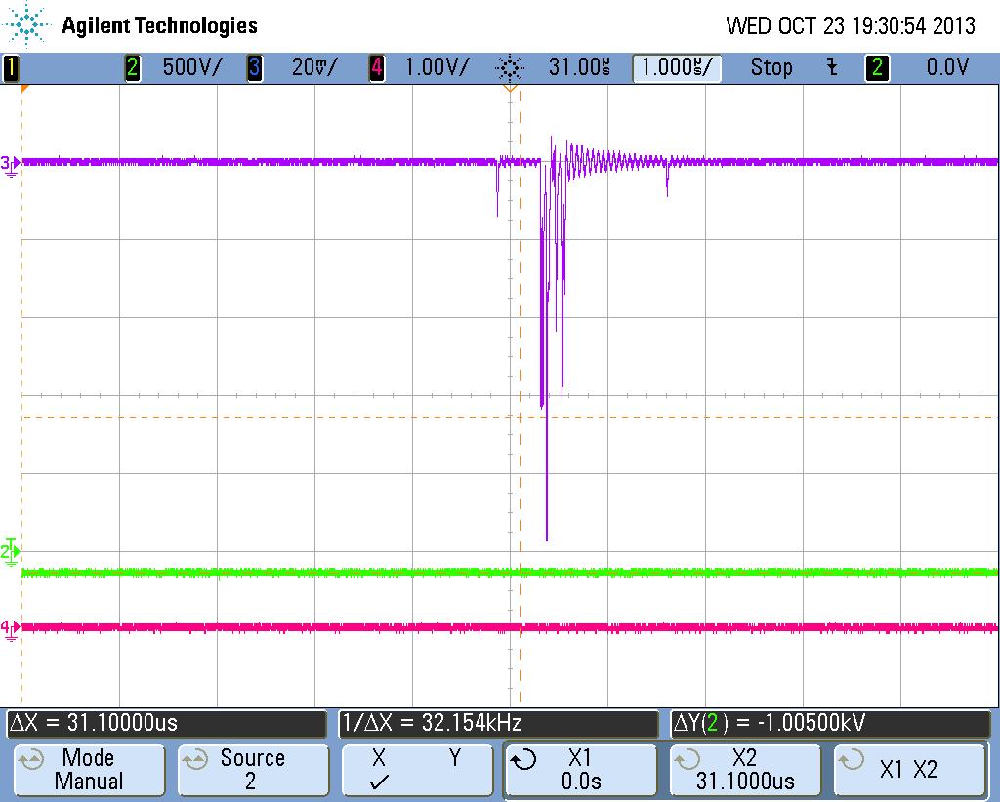 Agilent Technologies WED OCT 23 19:30:54 2013
1 2 500V/ 3 20mV/ 4 1.00V/ 31.00µs 1.000µs/ Stop 2 0.0V
3
2 T
4
ΔX = 31.10000us 1/ΔX = 32.154kHz ΔY(2) = -1.00500kV
Mode Source X Y X1 X2 X1 X2
Manual 2 ✓ 0.0s 31.1000us